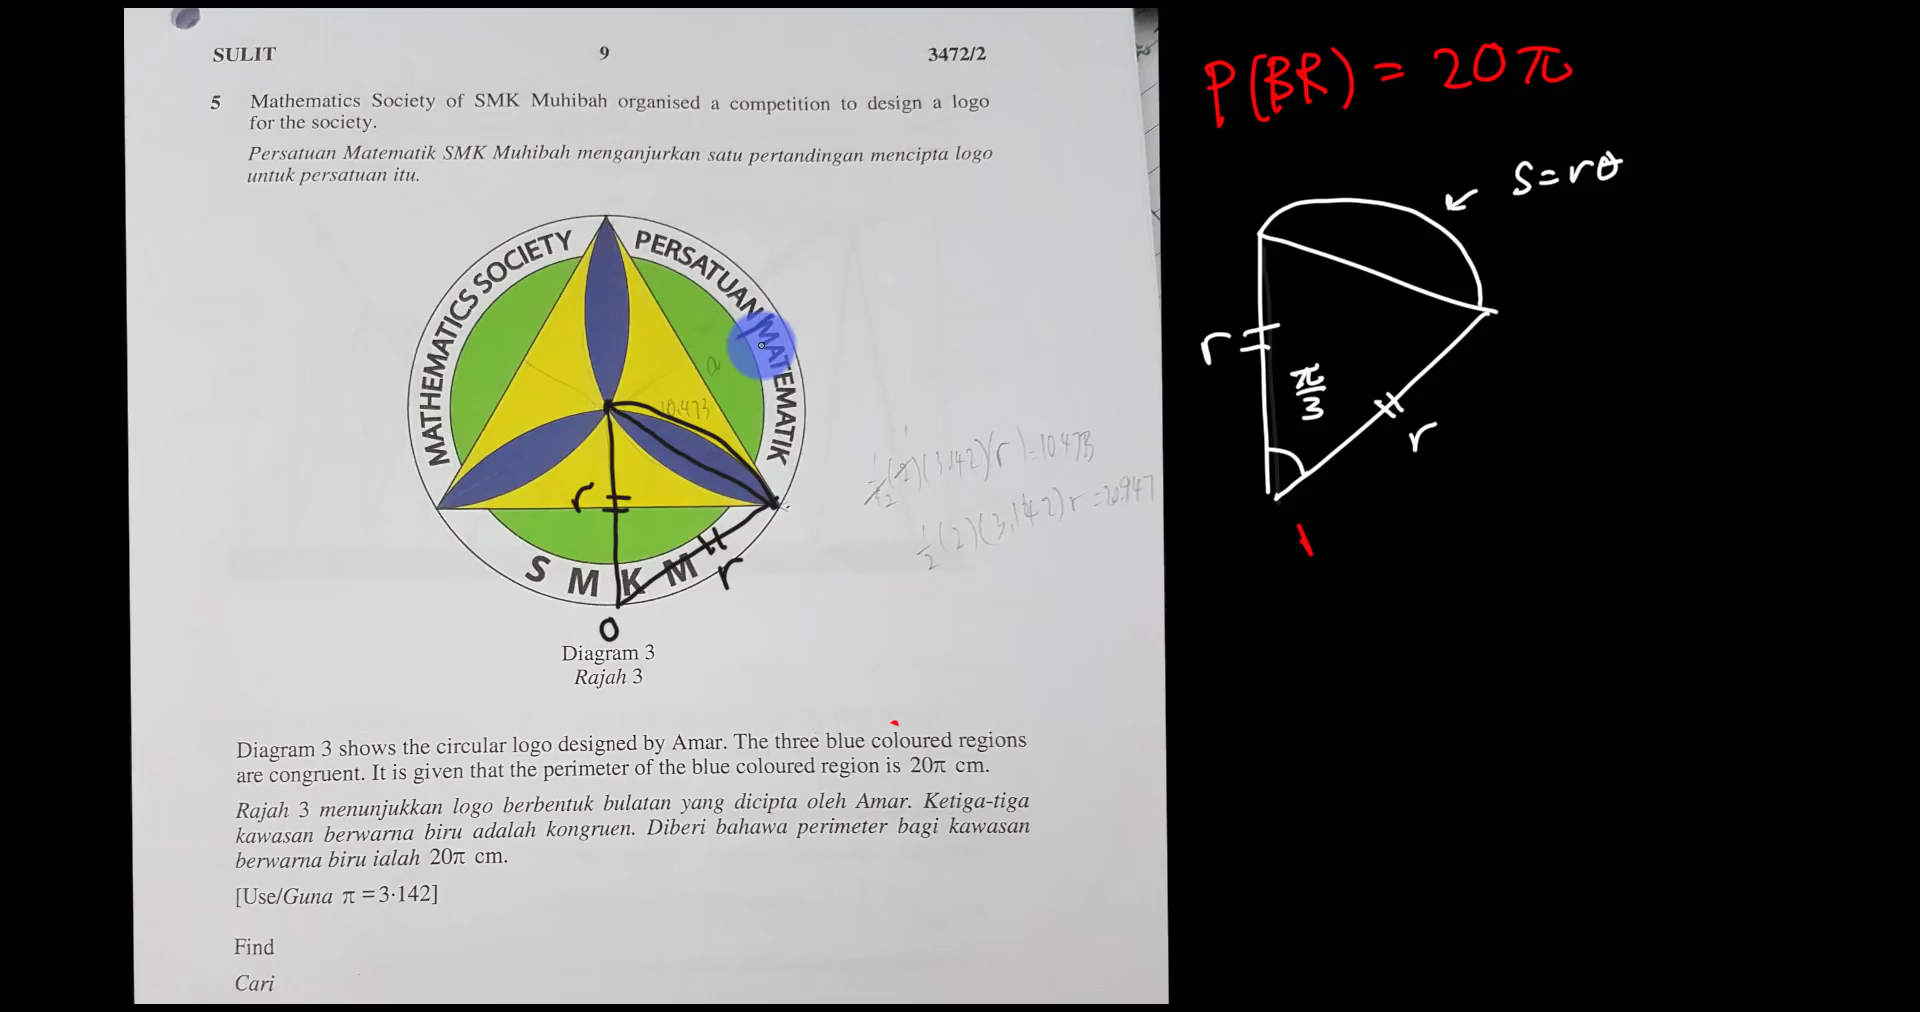 SULIT 9 3472/2
5 Mathematics Society of SMK Muhibah organised a competition to design a logo
for the society.
Persatuan Matematik SMK Muhibah menganjurkan satu pertandingan mencipta logo
untuk persatuan itu.
MATHEMATICS SOCIETY
PERSATUAN MATEMATIK
a
10.473
r
S M K M
r
O
Diagram 3
Rajah 3
Diagram 3 shows the circular logo designed by Amar. The three blue coloured regions
are congruent. It is given that the perimeter of the blue coloured region is 20π cm.
Rajah 3 menunjukkan logo berbentuk bulatan yang dicipta oleh Amar. Ketiga-tiga
kawasan berwarna biru adalah kongruen. Diberi bahawa perimeter bagi kawasan
berwarna biru ialah 20π cm.
[Use/Guna π = 3·142]
Find
Cari
P(BR) = 20π
S = rθ
r
π/3
r